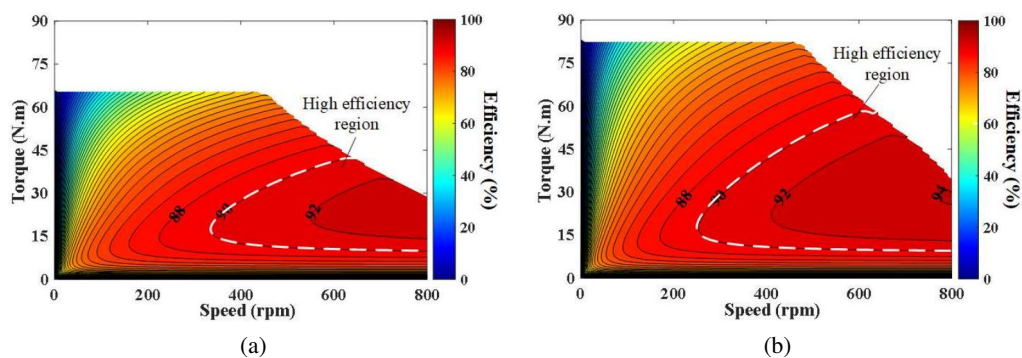 90
75
60
45
30
15
0
Torque (N.m)
0 200 400 600 800
Speed (rpm)
High efficiency
region
88
90
92
100
80
60
40
20
0
Efficiency (%)
(a)
90
75
60
45
30
15
0
Torque (N.m)
0 200 400 600 800
Speed (rpm)
High efficiency
region
88
90
92
94
100
80
60
40
20
0
Efficiency (%)
(b)